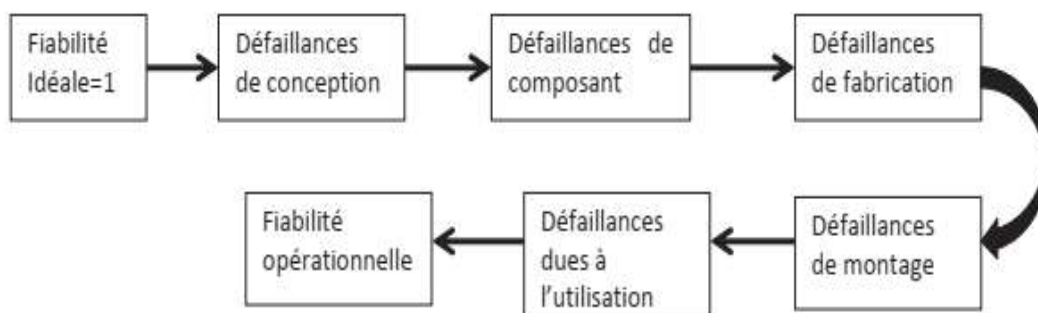 Fiabilité
Idéale=1
Défaillances
de conception
Défaillances de
composant
Défaillances
de fabrication
Défaillances
de montage
Défaillances
dues à
l’utilisation
Fiabilité
opérationnelle